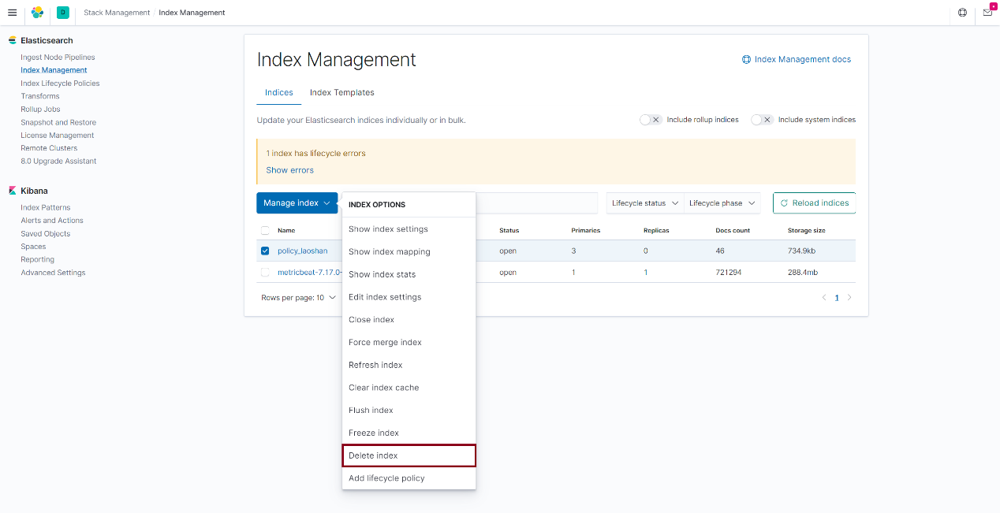 D Stack Management / Index Management
Elasticsearch
Ingest Node Pipelines
Index Management
Index Lifecycle Policies
Transforms
Rollup Jobs
Snapshot and Restore
License Management
Remote Clusters
8.0 Upgrade Assistant
Kibana
Index Patterns
Alerts and Actions
Saved Objects
Spaces
Reporting
Advanced Settings
Index Management
Index Management docs
Indices Index Templates
Update your Elasticsearch indices individually or in bulk.
Include rollup indices Include system indices
1 index has lifecycle errors
Show errors
Manage index
Lifecycle status Lifecycle phase Reload indices
Name Status Primaries Replicas Docs count Storage size
policy_laoshan open 3 0 46 734.9kb
metricbeat-7.17.0- open 1 1 721294 288.4mb
Rows per page: 10
1
INDEX OPTIONS
Show index settings
Show index mapping
Show index stats
Edit index settings
Close index
Force merge index
Refresh index
Clear index cache
Flush index
Freeze index
Delete index
Add lifecycle policy